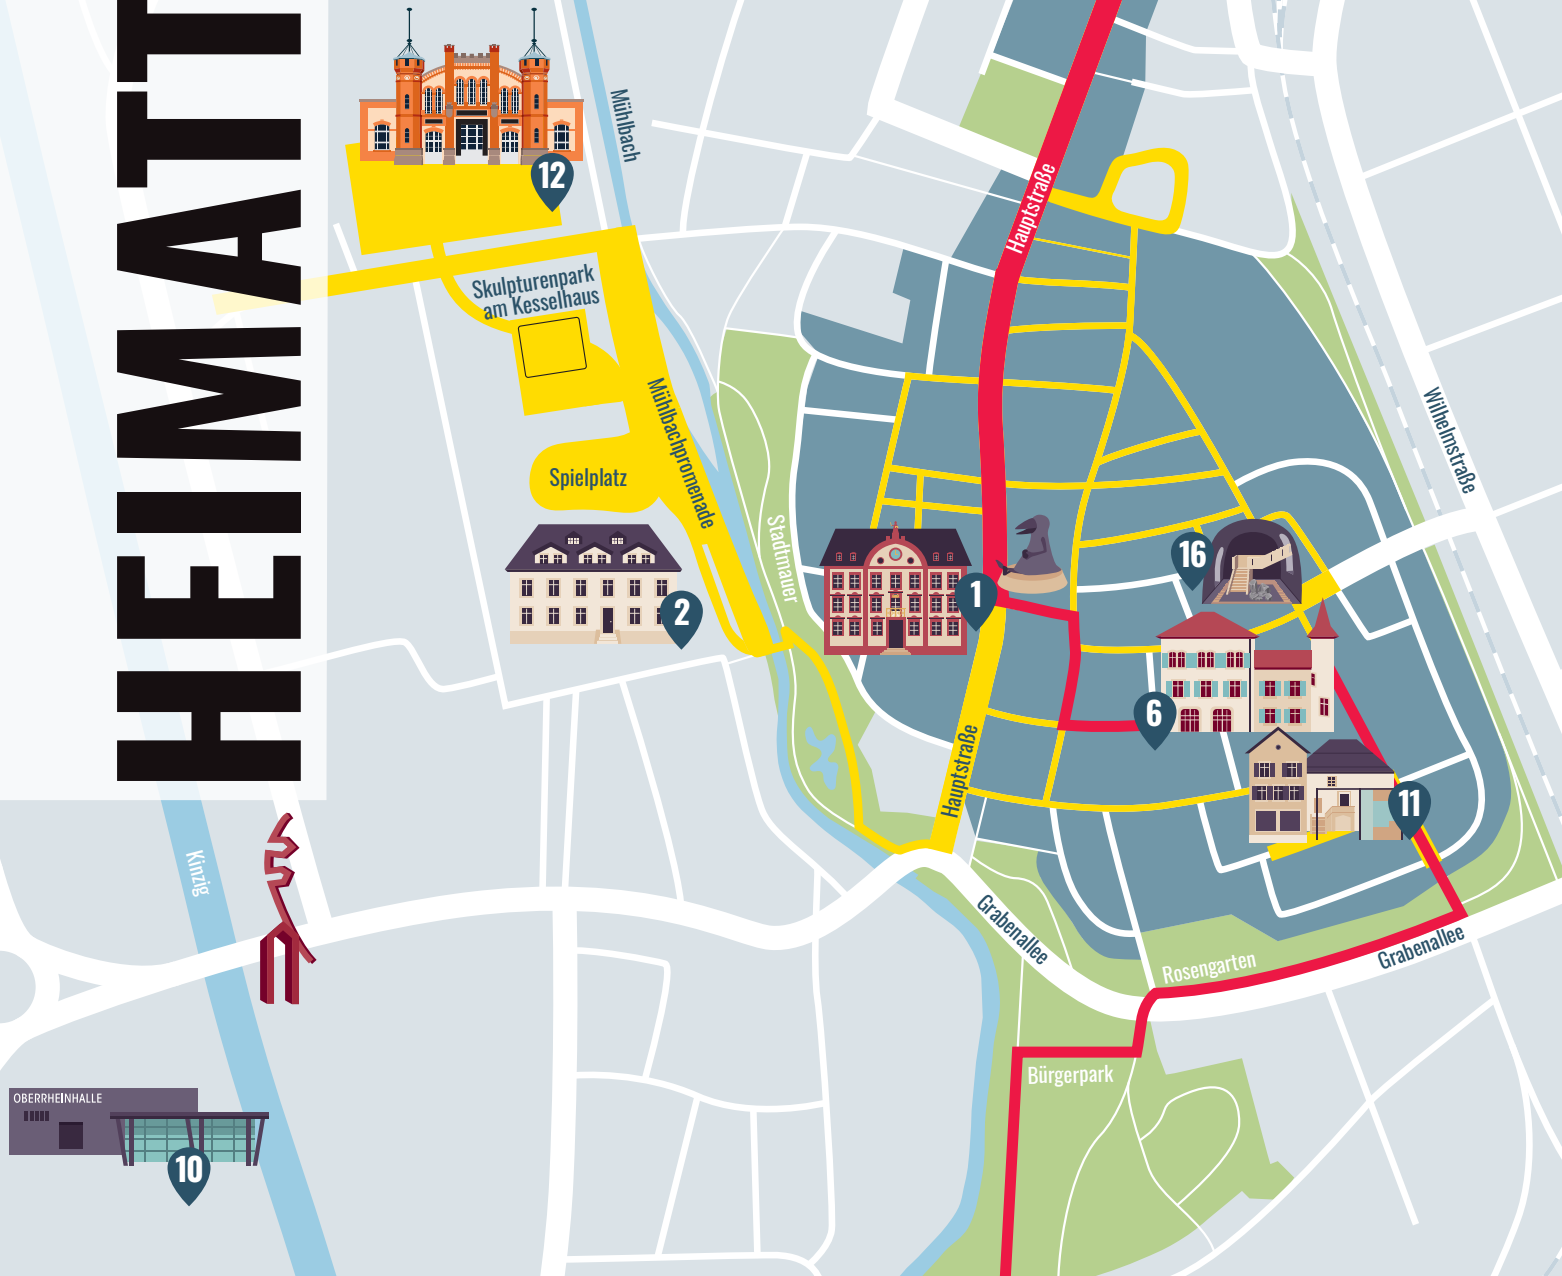 HEIMATT
12
Mühlbach
Hauptstraße
Skulpturenpark
am Kesselhaus
Mühlbachpromenade
Spielplatz
Stadtmauer
Wilhelmstraße
16
1
2
6
Hauptstraße
11
Kinzig
Grabenallee
Rosengarten
Grabenallee
Bürgerpark
OBERRHEINHALLE
10